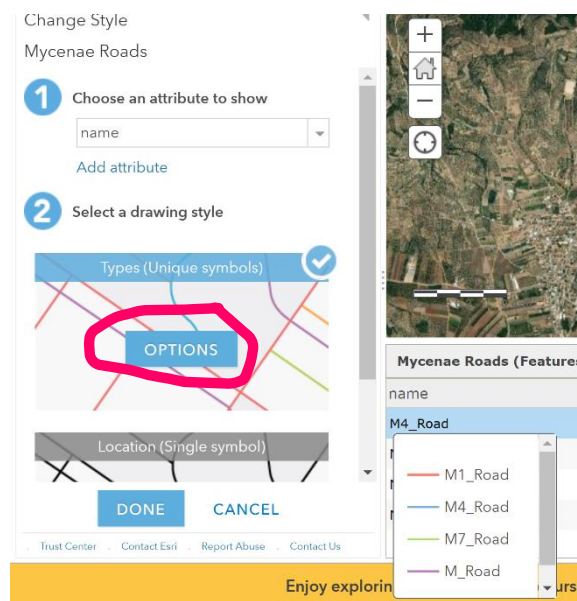 Change Style
Mycenae Roads
1 Choose an attribute to show
name
Add attribute
2 Select a drawing style
Types (Unique symbols)
OPTIONS
Location (Single symbol)
DONE CANCEL
Trust Center . Contact Esri . Report Abuse . Contact Us
Mycenae Roads (Features
name
M4_Road
M1_Road
M4_Road
M7_Road
M_Road
Enjoy explorin
urs